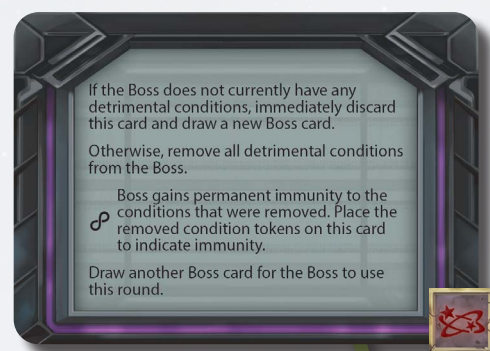 If the Boss does not currently have any
detrimental conditions, immediately discard
this card and draw a new Boss card.
Otherwise, remove all detrimental conditions
from the Boss.
Boss gains permanent immunity to the
conditions that were removed. Place the
removed condition tokens on this card
to indicate immunity.
Draw another Boss card for the Boss to use
this round.